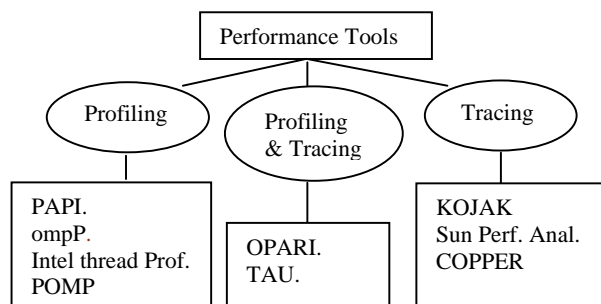 Performance Tools
Profiling
Profiling
& Tracing
Tracing
PAPI.
ompP.
Intel thread Prof.
POMP
OPARI.
TAU.
KOJAK
Sun Perf. Anal.
COPPER